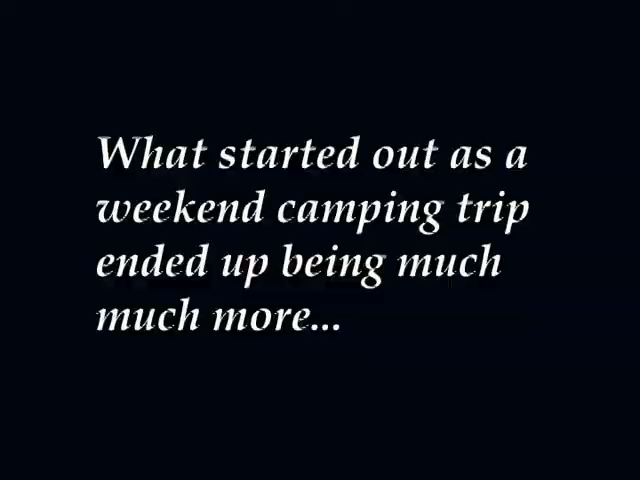 What started out as a
weekend camping trip
ended up being much
much more...